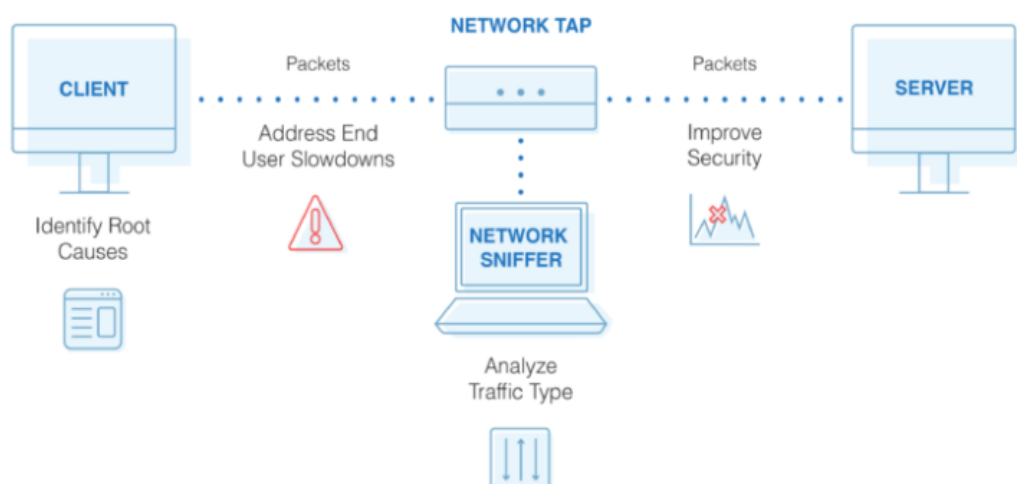 NETWORK TAP
CLIENT
Packets
Packets
SERVER
Address End
User Slowdowns
Improve
Security
Identify Root
Causes
NETWORK
SNIFFER
Analyze
Traffic Type